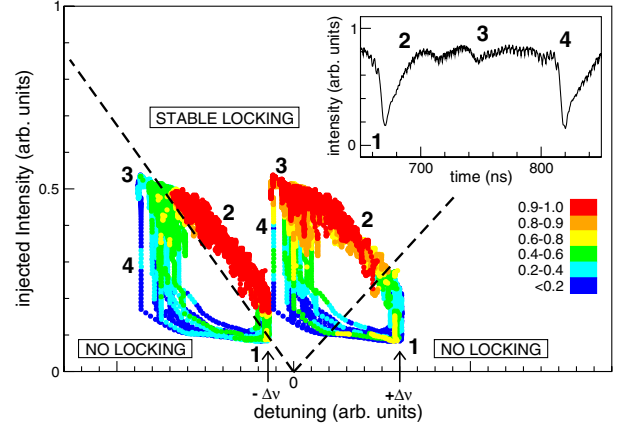 1
1
intensity (arb. units)
2
3
4
0
1
700
800
time (ns)
injected Intensity (arb. units)
STABLE LOCKING
0.5
3
3
2
2
4
4
0.9-1.0
0.8-0.9
0.6-0.8
0.4-0.6
0.2-0.4
<0.2
NO LOCKING
1
1
NO LOCKING
0
0
- Δν
+Δν
detuning (arb. units)